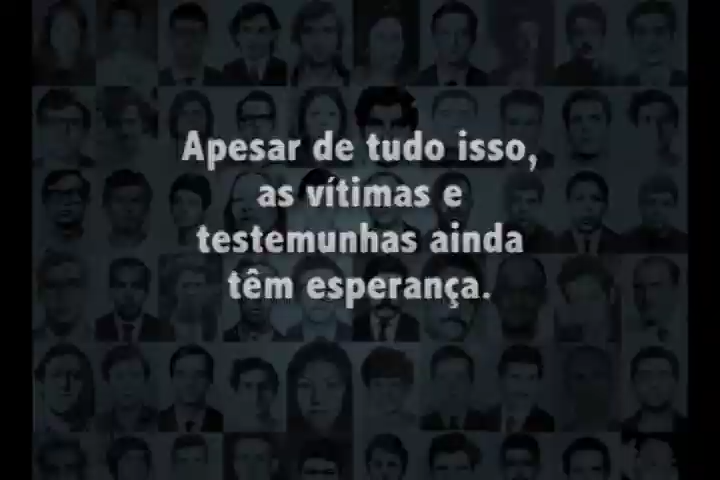 Apesar de tudo isso,
as vítimas e
testemunhas ainda
têm esperança.